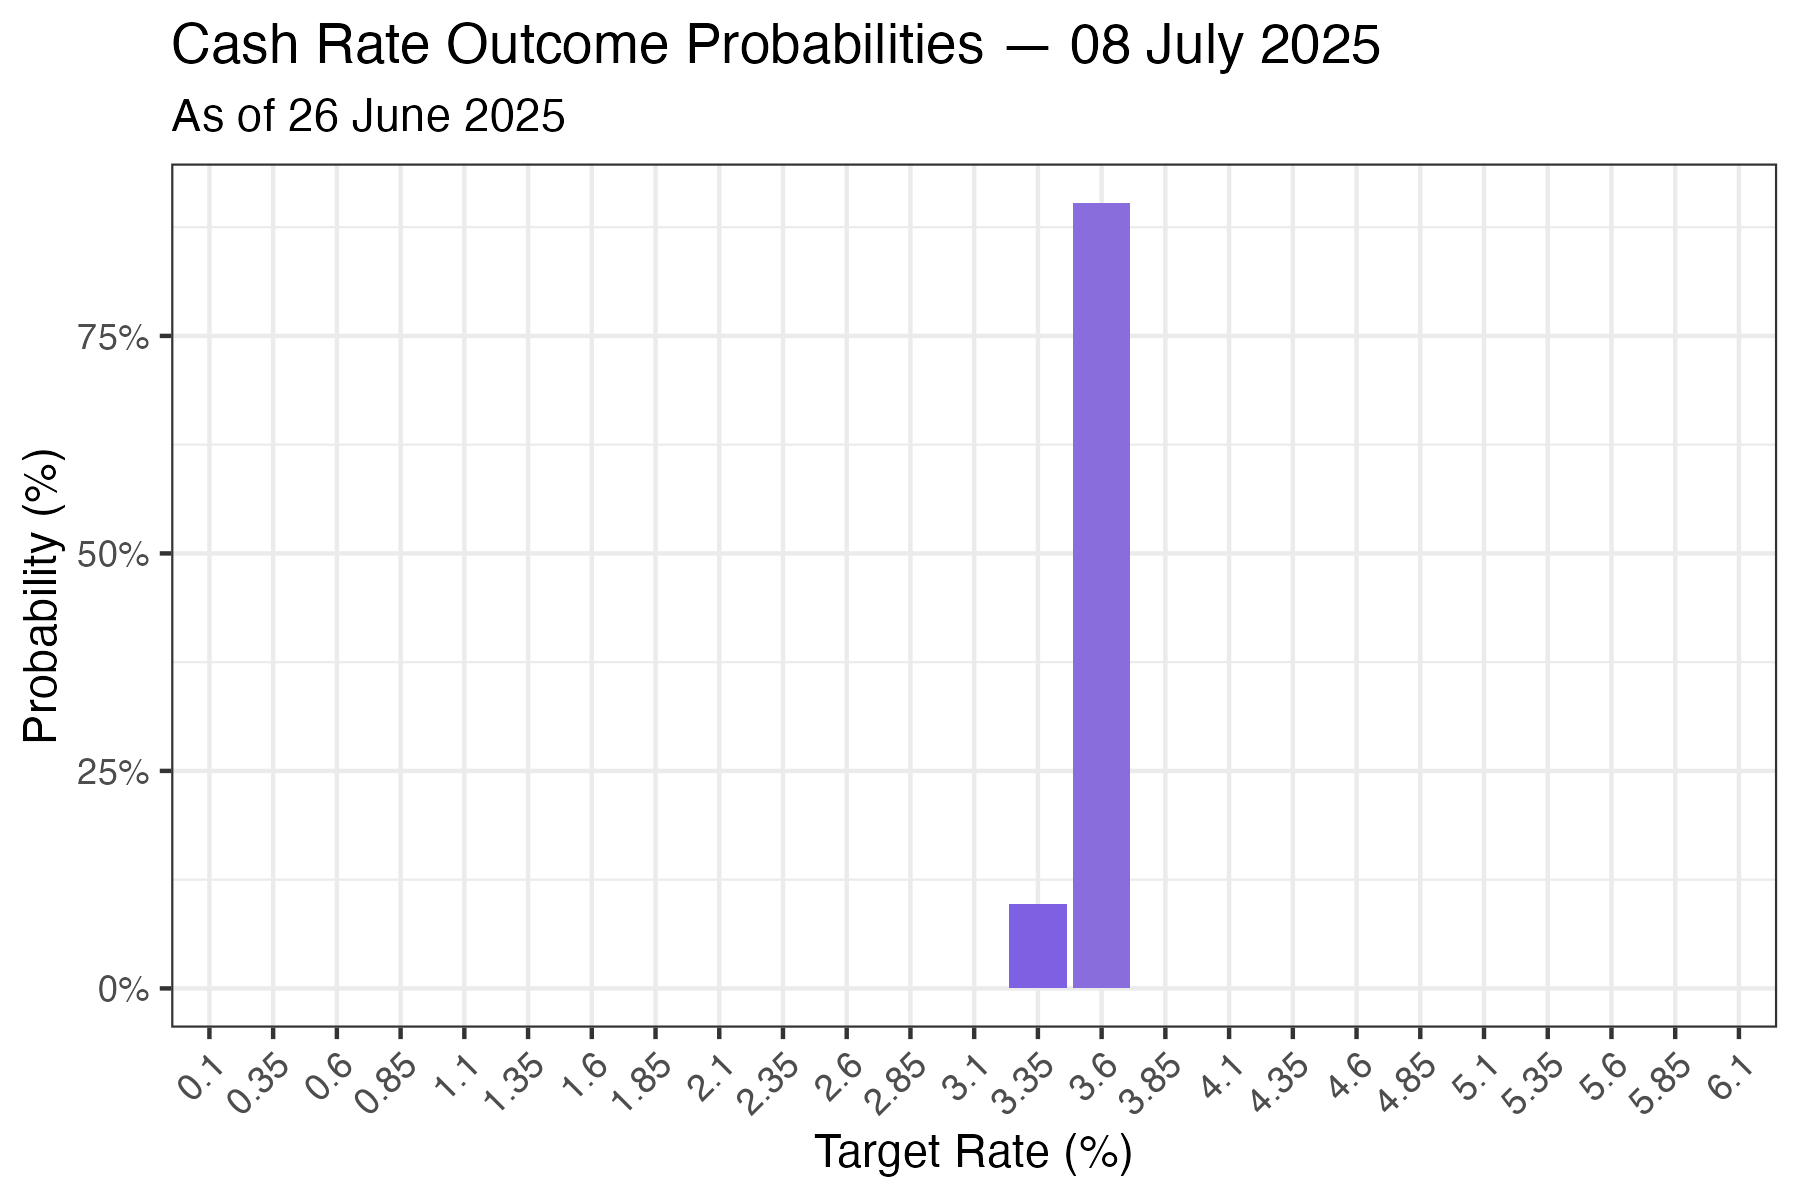 Cash Rate Outcome Probabilities — 08 July 2025
As of 26 June 2025
Probability (%)
75%
50%
25%
0%
0.1 0.35 0.6 0.85 1.1 1.35 1.6 1.85 2.1 2.35 2.6 2.85 3.1 3.35 3.6 3.85 4.1 4.35 4.6 4.85 5.1 5.35 5.6 5.85 6.1
Target Rate (%)